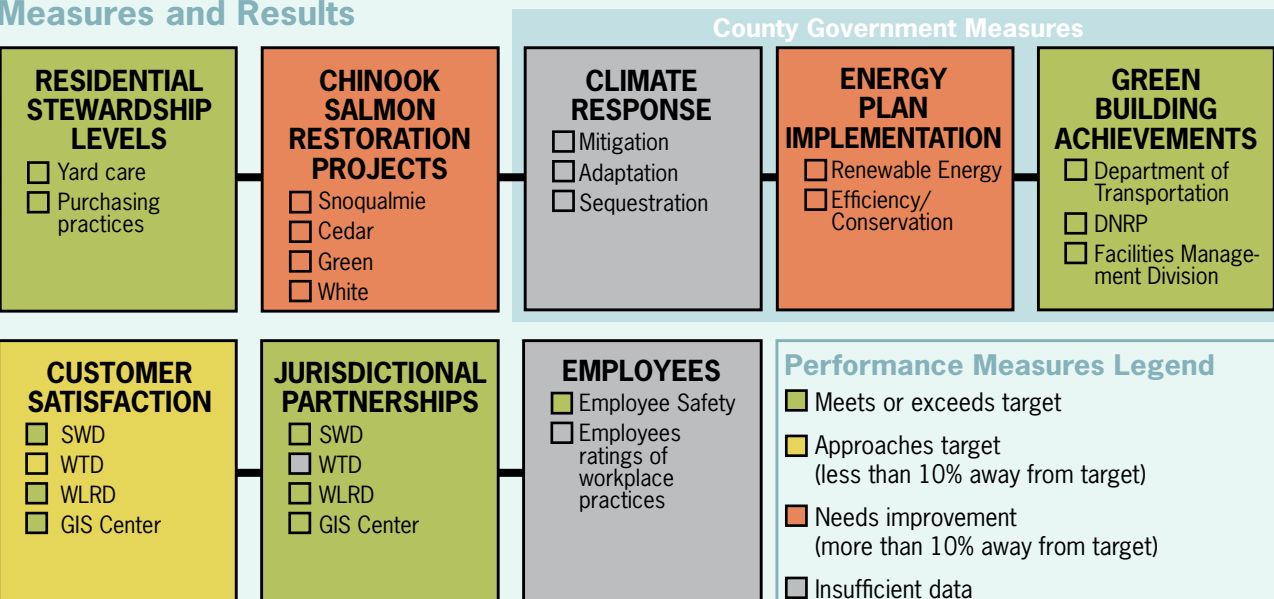 Measures and Results
County Government Measures
RESIDENTIAL
STEWARDSHIP
LEVELS
Yard care
Purchasing
practices
CHINOOK
SALMON
RESTORATION
PROJECTS
Snoqualmie
Cedar
Green
White
CLIMATE
RESPONSE
Mitigation
Adaptation
Sequestration
ENERGY
PLAN
IMPLEMENTATION
Renewable Energy
Efficiency/
Conservation
GREEN
BUILDING
ACHIEVEMENTS
Department of
Transportation
DNRP
Facilities Manage-
ment Division
CUSTOMER
SATISFACTION
SWD
WTD
WLRD
GIS Center
JURISDICTIONAL
PARTNERSHIPS
SWD
WTD
WLRD
GIS Center
EMPLOYEES
Employee Safety
Employees
ratings of
workplace
practices
Performance Measures Legend
Meets or exceeds target
Approaches target
(less than 10% away from target)
Needs improvement
(more than 10% away from target)
Insufficient data